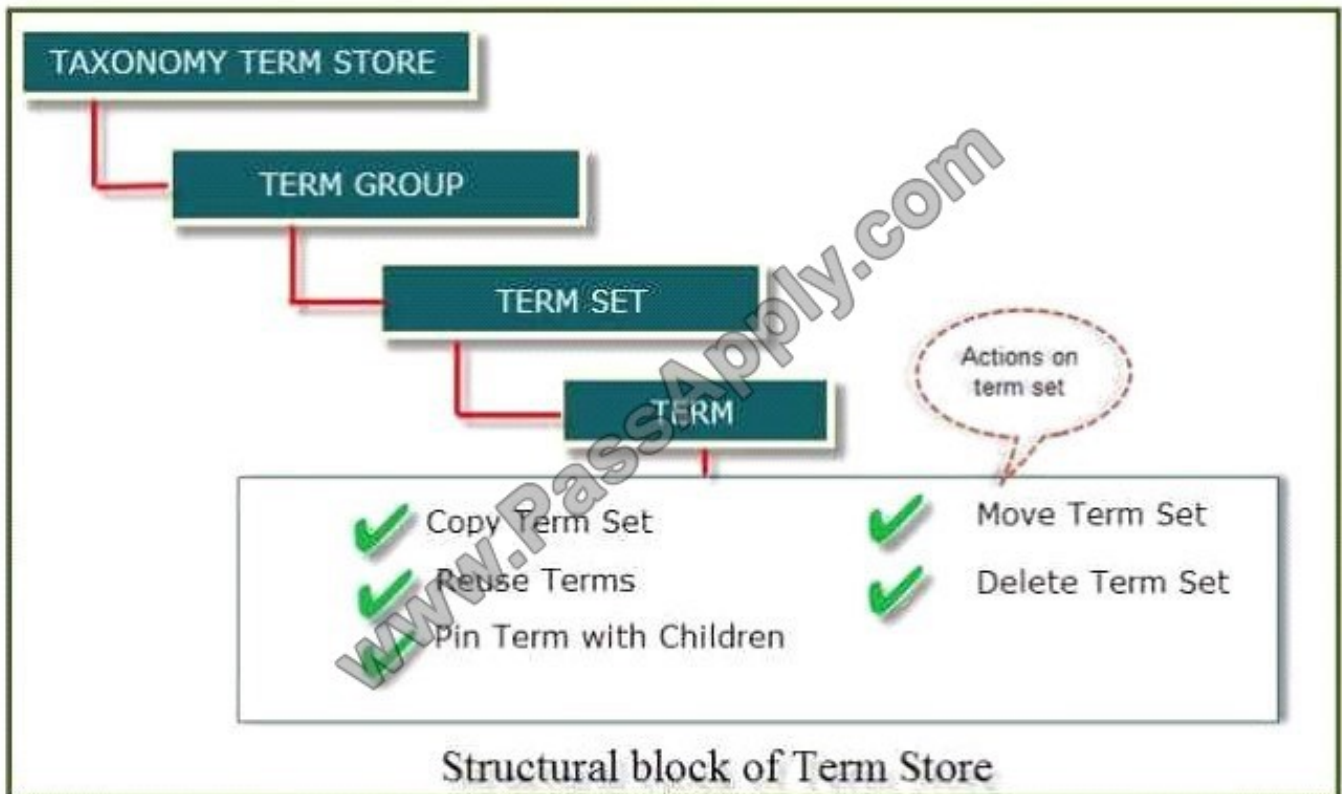 TAXONOMY TERM STORE
TERM GROUP
TERM SET
TERM
Actions on
term set
Copy Term Set
Reuse Terms
Pin Term with Children
Move Term Set
Delete Term Set
www.PassApply.com
Structural block of Term Store